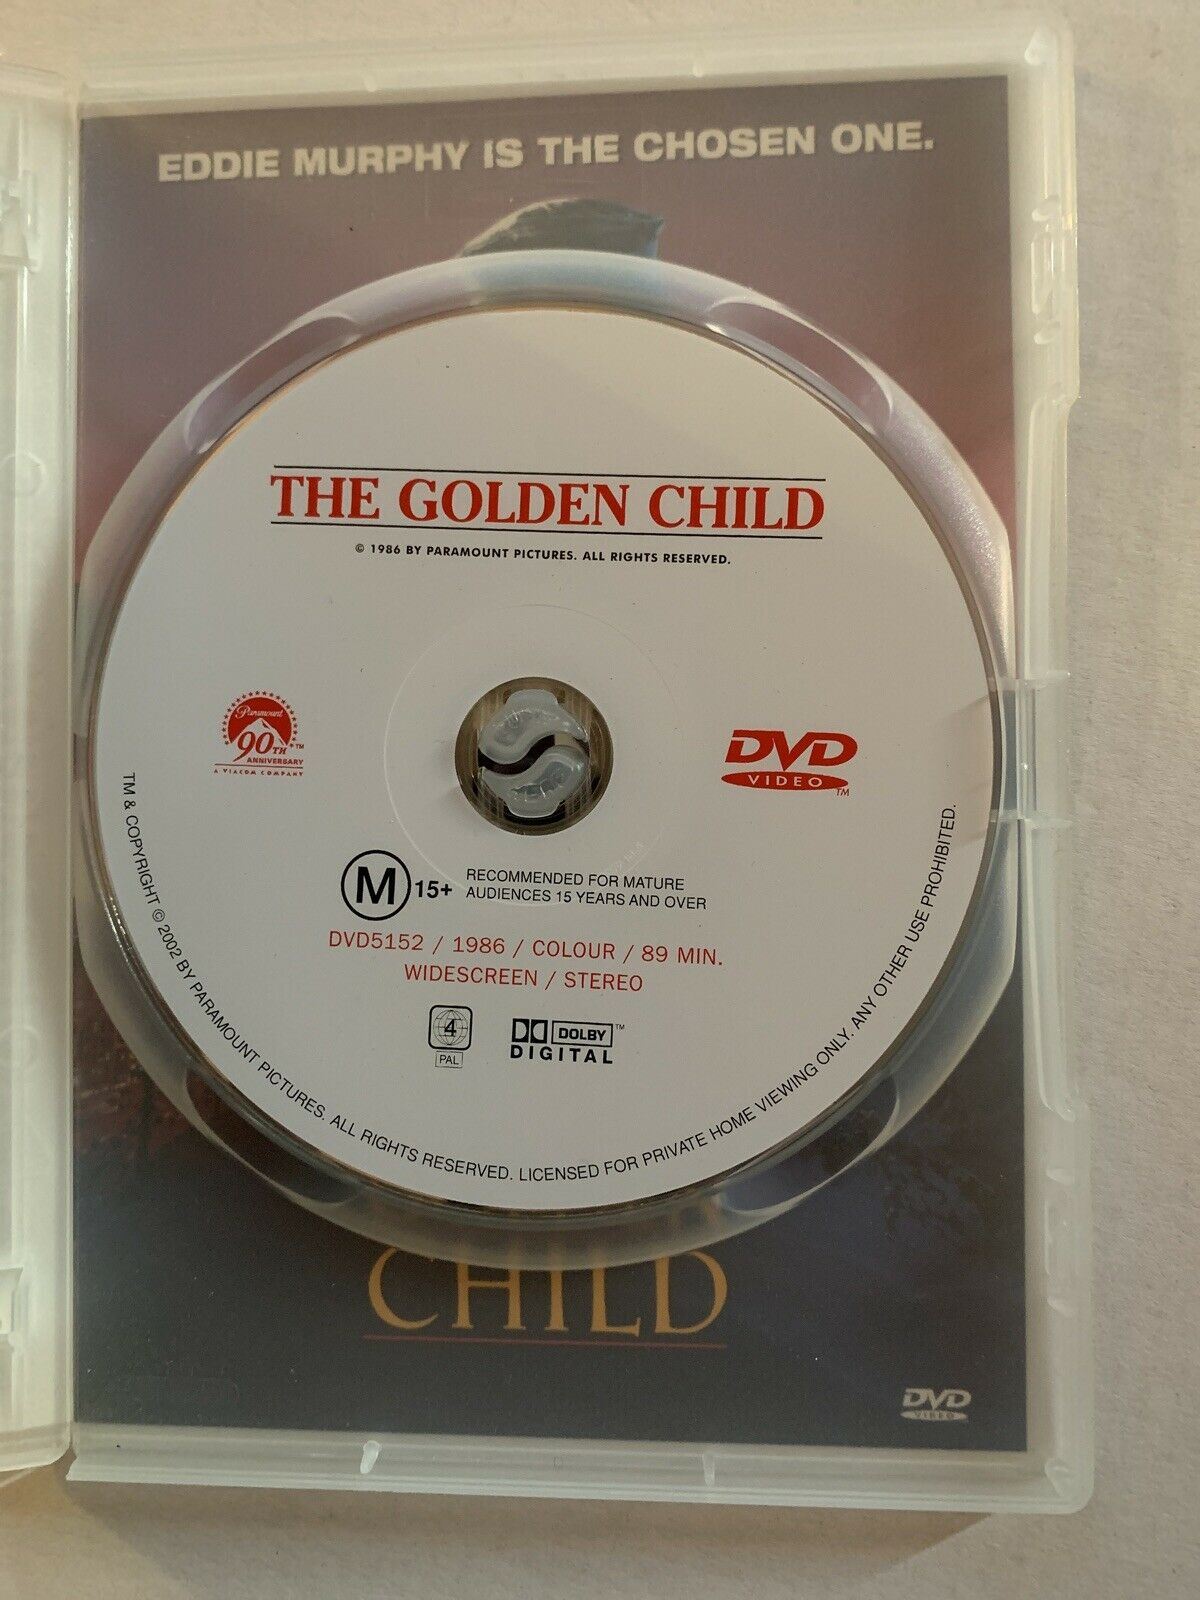 EDDIE MURPHY IS THE CHOSEN ONE.
THE GOLDEN CHILD
© 1986 BY PARAMOUNT PICTURES. ALL RIGHTS RESERVED.
Paramount
90TH ™
ANNIVERSARY
A VIACOM COMPANY
DVD
VIDEO
TM
M 15+ RECOMMENDED FOR MATURE
AUDIENCES 15 YEARS AND OVER
DVD5152 / 1986 / COLOUR / 89 MIN.
WIDESCREEN / STEREO
4
PAL
DOLBY™
DIGITAL
TM & COPYRIGHT © 2002 BY PARAMOUNT PICTURES. ALL RIGHTS RESERVED. LICENSED FOR PRIVATE HOME VIEWING ONLY. ANY OTHER USE PROHIBITED.
CHILD
DVD
VIDEO